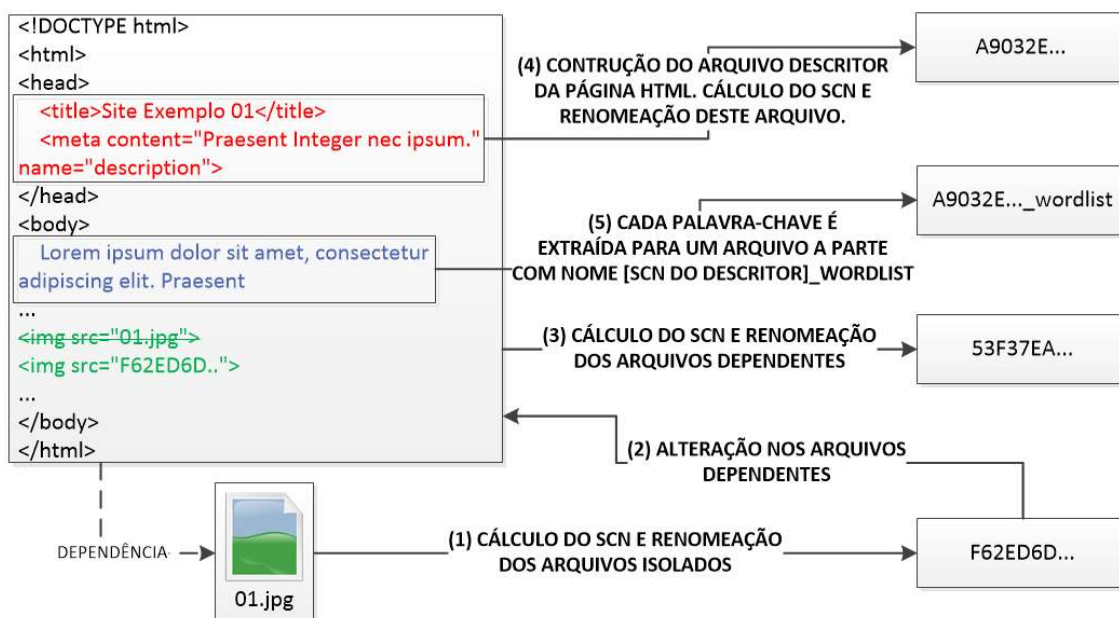 <!DOCTYPE html>
<html>
<head>
<title>Site Exemplo 01</title>
<meta content="Praesent Integer nec ipsum."
name="description">
</head>
<body>
Lorem ipsum dolor sit amet, consectetur
adipiscing elit. Praesent
...
<img src="01.jpg">
<img src="F62ED6D..">
...
</body>
</html>
(4) CONTRUÇÃO DO ARQUIVO DESCRITOR
DA PÁGINA HTML. CÁLCULO DO SCN E
RENOMEAÇÃO DESTE ARQUIVO.
A9032E...
(5) CADA PALAVRA-CHAVE É
EXTRAÍDA PARA UM ARQUIVO A PARTE
COM NOME [SCN DO DESCRITOR]_WORDLIST
A9032E..._wordlist
(3) CÁLCULO DO SCN E RENOMEAÇÃO
DOS ARQUIVOS DEPENDENTES
53F37EA...
(2) ALTERAÇÃO NOS ARQUIVOS
DEPENDENTES
DEPENDÊNCIA
01.jpg
(1) CÁLCULO DO SCN E RENOMEAÇÃO
DOS ARQUIVOS ISOLADOS
F62ED6D...